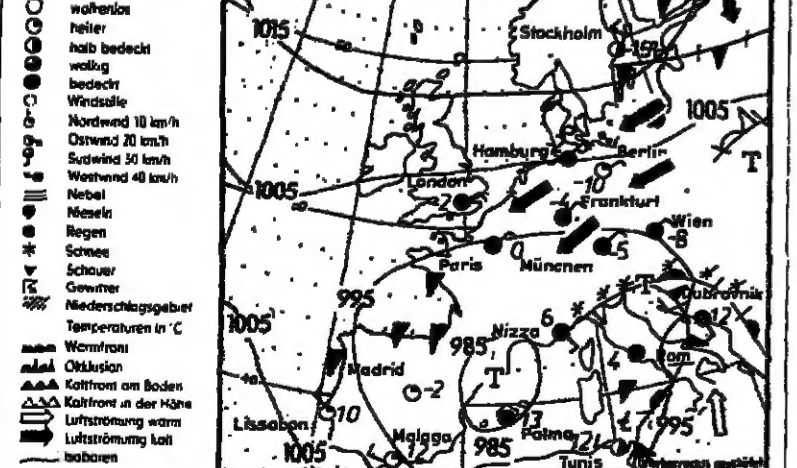 wolkenlos
heiter
halb bedeckt
wolkig
bedeckt
Windstille
Nordwind 10 km/h
Ostwind 20 km/h
Südwind 30 km/h
Westwind 40 km/h
Nebel
Nieseln
Regen
Schnee
Schauer
Gewitter
Niederschlagsgebiet
Temperaturen in °C
Warmfront
Okklusion
Kaltfront am Boden
Kaltfront in der Höhe
Luftströmung warm
Luftströmung kalt
Isobaren
1015
Stockholm
-15
1005
Hamburg
Berlin
-10
T
London
-2
1005
-4
Frankfurt
Wien
-8
Paris
0
München
-5
995
T
Dubrovnik
12
1005
Nizza
6
985
4
Rom
Madrid
-2
T
Lissabon
10
13
Palma
995
1005
Malaga
12
985
12
Tunis